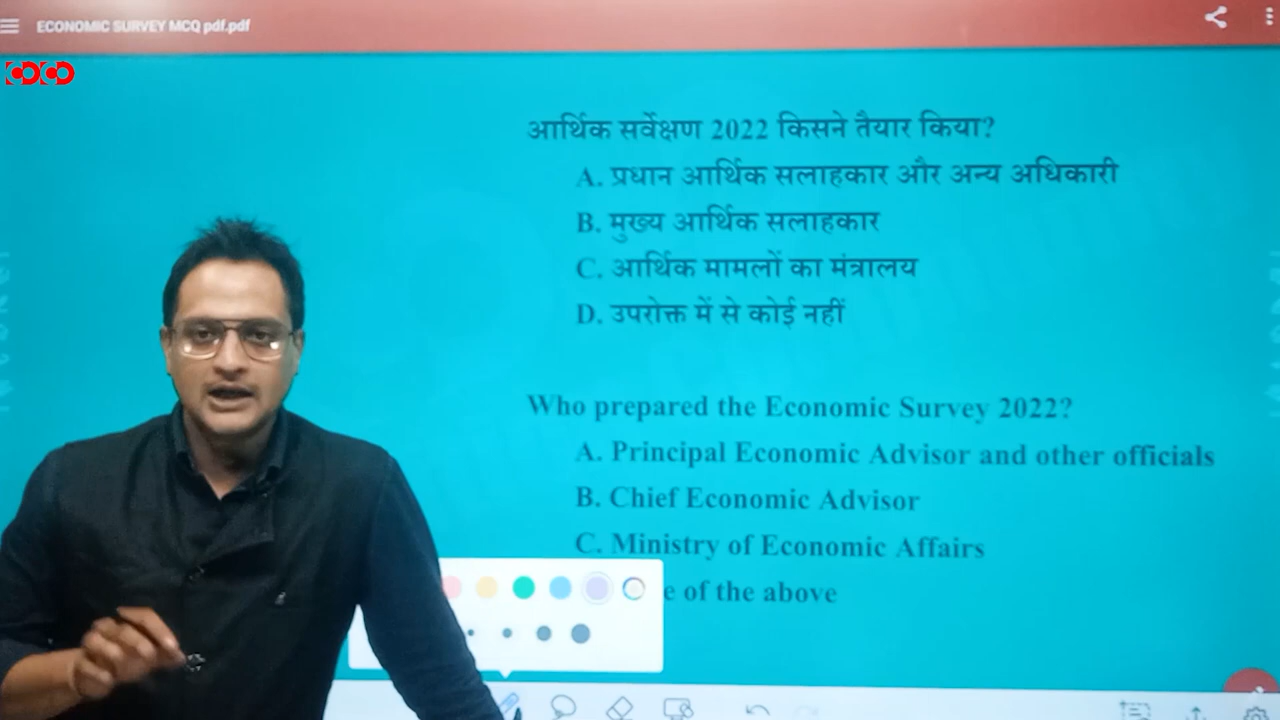 ECONOMIC SURVEY MCQ pdf.pdf
आर्थिक सर्वेक्षण 2022 किसने तैयार किया?
A. प्रधान आर्थिक सलाहकार और अन्य अधिकारी
B. मुख्य आर्थिक सलाहकार
C. आर्थिक मामलों का मंत्रालय
D. उपरोक्त में से कोई नहीं
Who prepared the Economic Survey 2022?
A. Principal Economic Advisor and other officials
B. Chief Economic Advisor
C. Ministry of Economic Affairs
e of the above